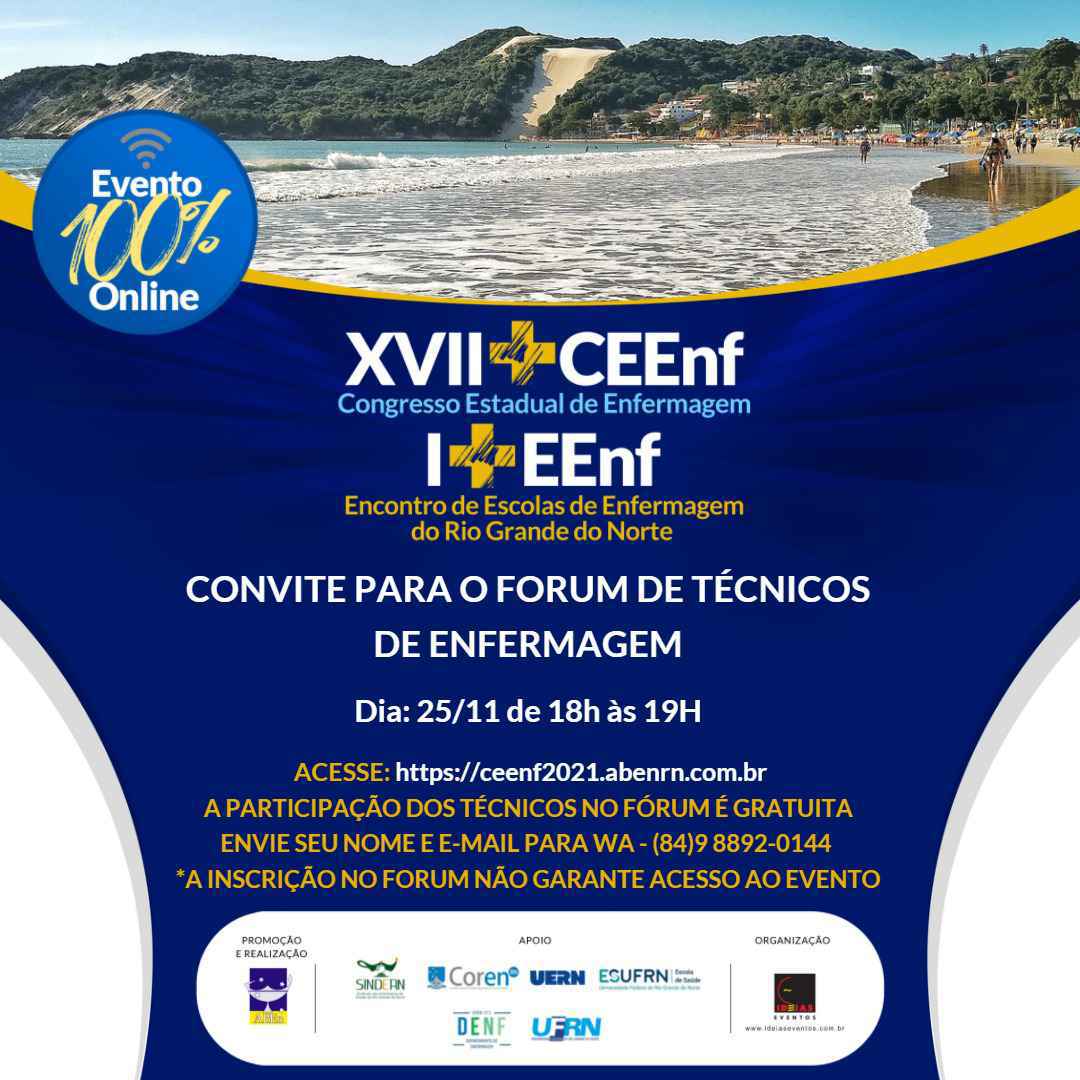 Evento
100%
Online
XVII CEEnf
Congresso Estadual de Enfermagem
I EEnf
Encontro de Escolas de Enfermagem
do Rio Grande do Norte
CONVITE PARA O FORUM DE TÉCNICOS
DE ENFERMAGEM
Dia: 25/11 de 18h às 19H
ACESSE: https://ceenf2021.abenrn.com.br
A PARTICIPAÇÃO DOS TÉCNICOS NO FÓRUM É GRATUITA
ENVIE SEU NOME E E-MAIL PARA WA - (84)9 8892-0144
*A INSCRIÇÃO NO FORUM NÃO GARANTE ACESSO AO EVENTO
PROMOÇÃO
E REALIZAÇÃO
APOIO
ORGANIZAÇÃO
ABEn
SINDERN
Coren
UERN
ESUFRN Escola
de Saúde
DENF
UFRN
IDEIAS
EVENTOS
www.ideiaseventos.com.br